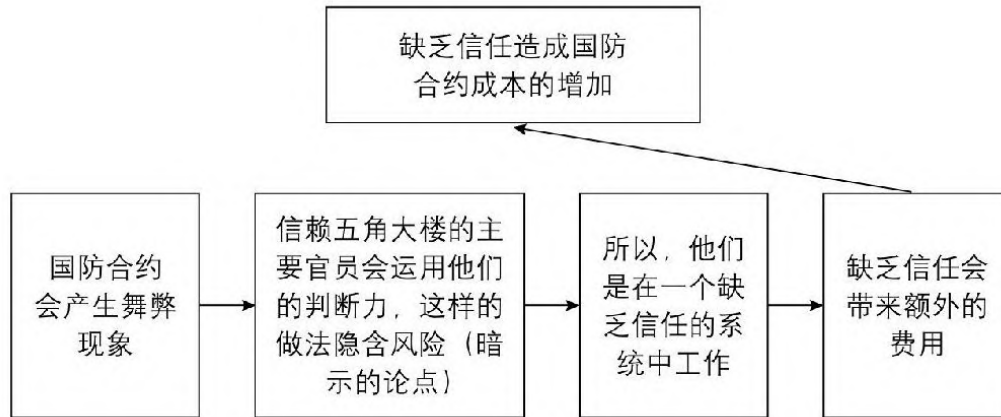 缺乏信任造成国防
合约成本的增加
国防合约
会产生舞弊
现象
信赖五角大楼的主
要官员会运用他们
的判断力，这样的
做法隐含风险（暗
示的论点）
所以，他们
是在一个缺
乏信任的系
统中工作
缺乏信任会
带来额外的
费用